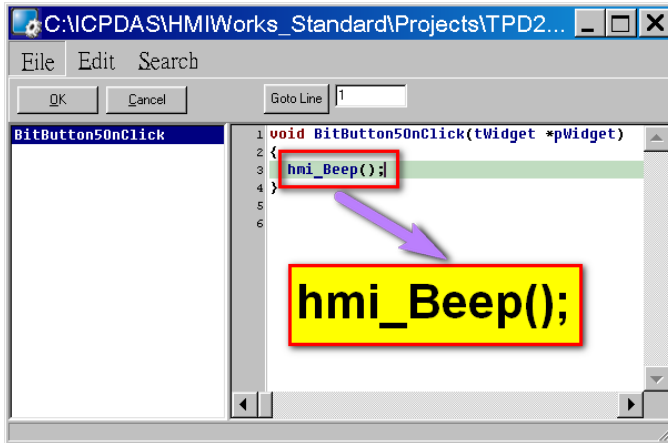 C:\ICPDAS\HMIWorks_Standard\Projects\TPD2...
File Edit Search
OK Cancel Goto Line 1
BitButton5OnClick
1 void BitButton5OnClick(tWidget *pWidget)
2 {
3 hmi_Beep();
4 }
5
6
hmi_Beep();